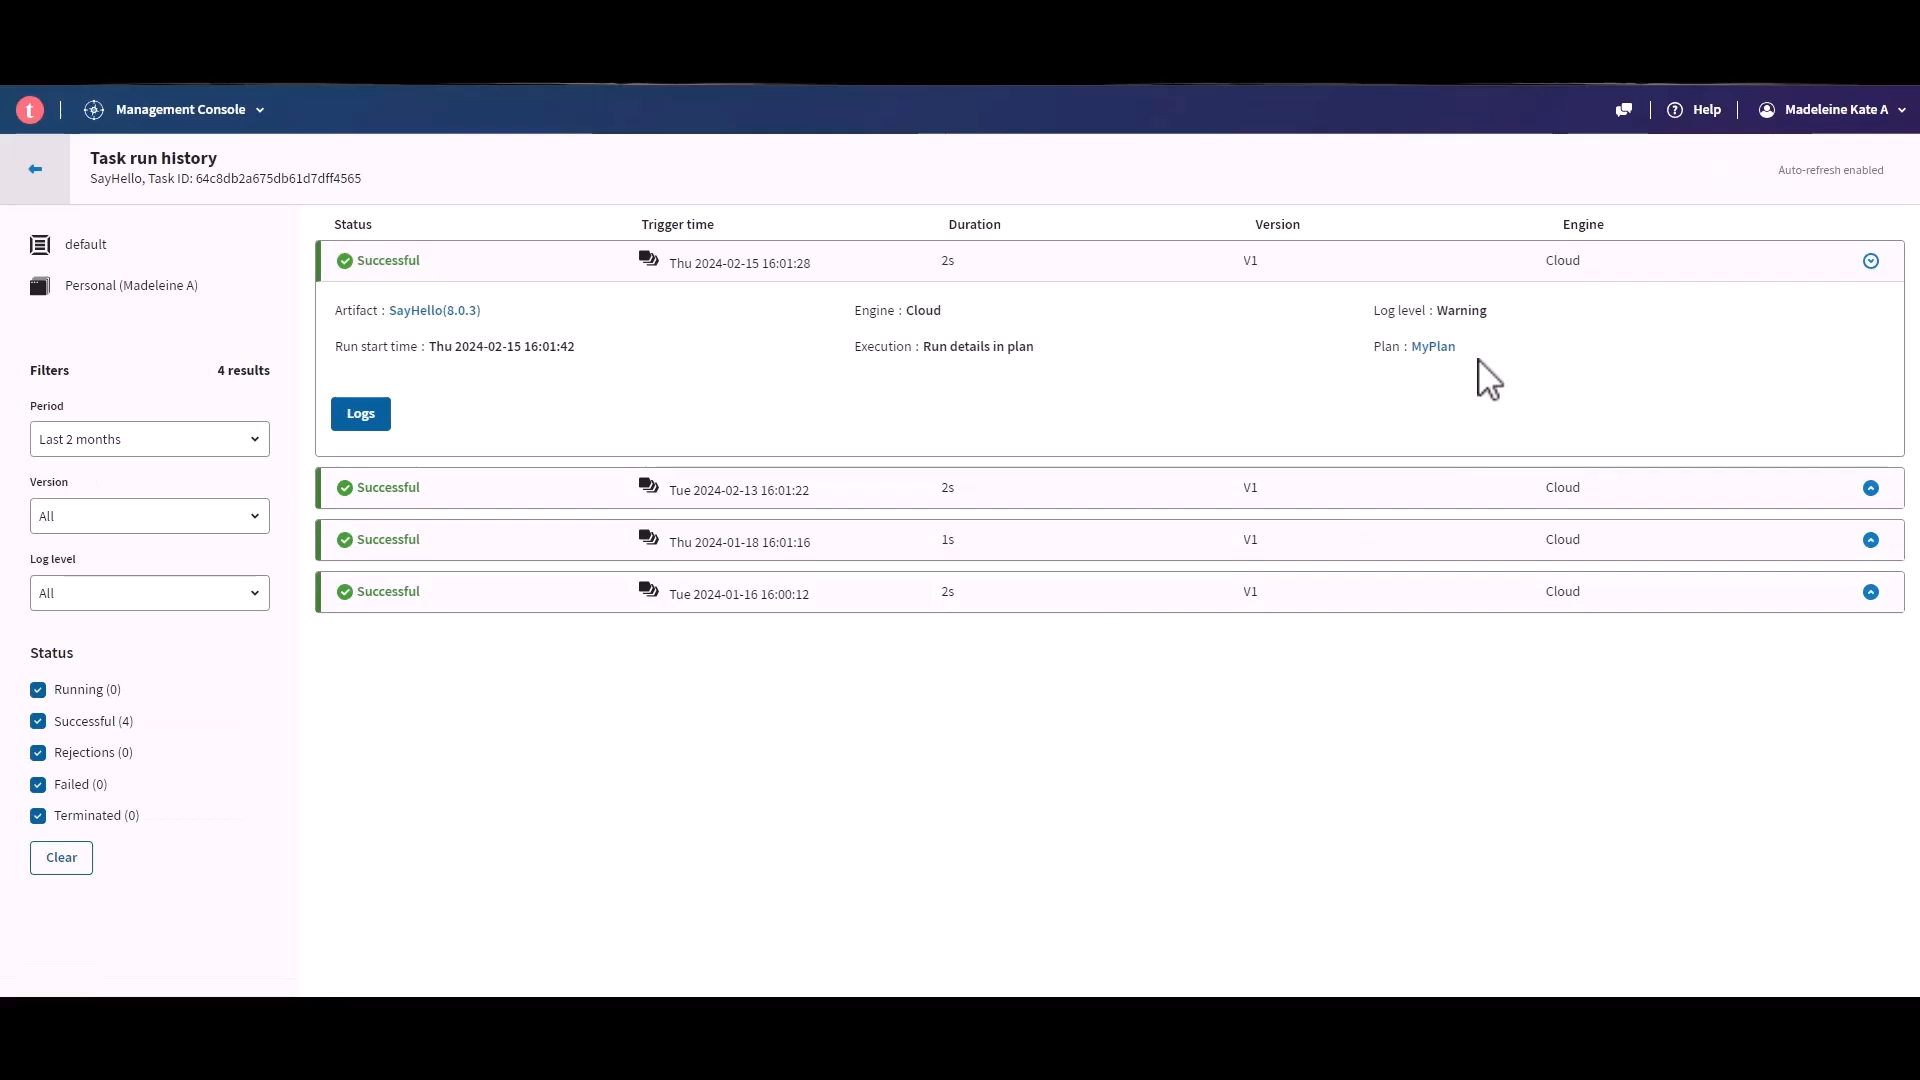 t Management Console Help Madeleine Kate A
Task run history
SayHello, Task ID: 64c8db2a675db61d7dff4565
Auto-refresh enabled
default
Personal (Madeleine A)
Filters 4 results
Period
Last 2 months
Version
All
Log level
All
Status
Running (0)
Successful (4)
Rejections (0)
Failed (0)
Terminated (0)
Clear
Status Trigger time Duration Version Engine
Successful Thu 2024-02-15 16:01:28 2s V1 Cloud
Artifact : SayHello(8.0.3) Engine : Cloud Log level : Warning
Run start time : Thu 2024-02-15 16:01:42 Execution : Run details in plan Plan : MyPlan
Logs
Successful Tue 2024-02-13 16:01:22 2s V1 Cloud
Successful Thu 2024-01-18 16:01:16 1s V1 Cloud
Successful Tue 2024-01-16 16:00:12 2s V1 Cloud